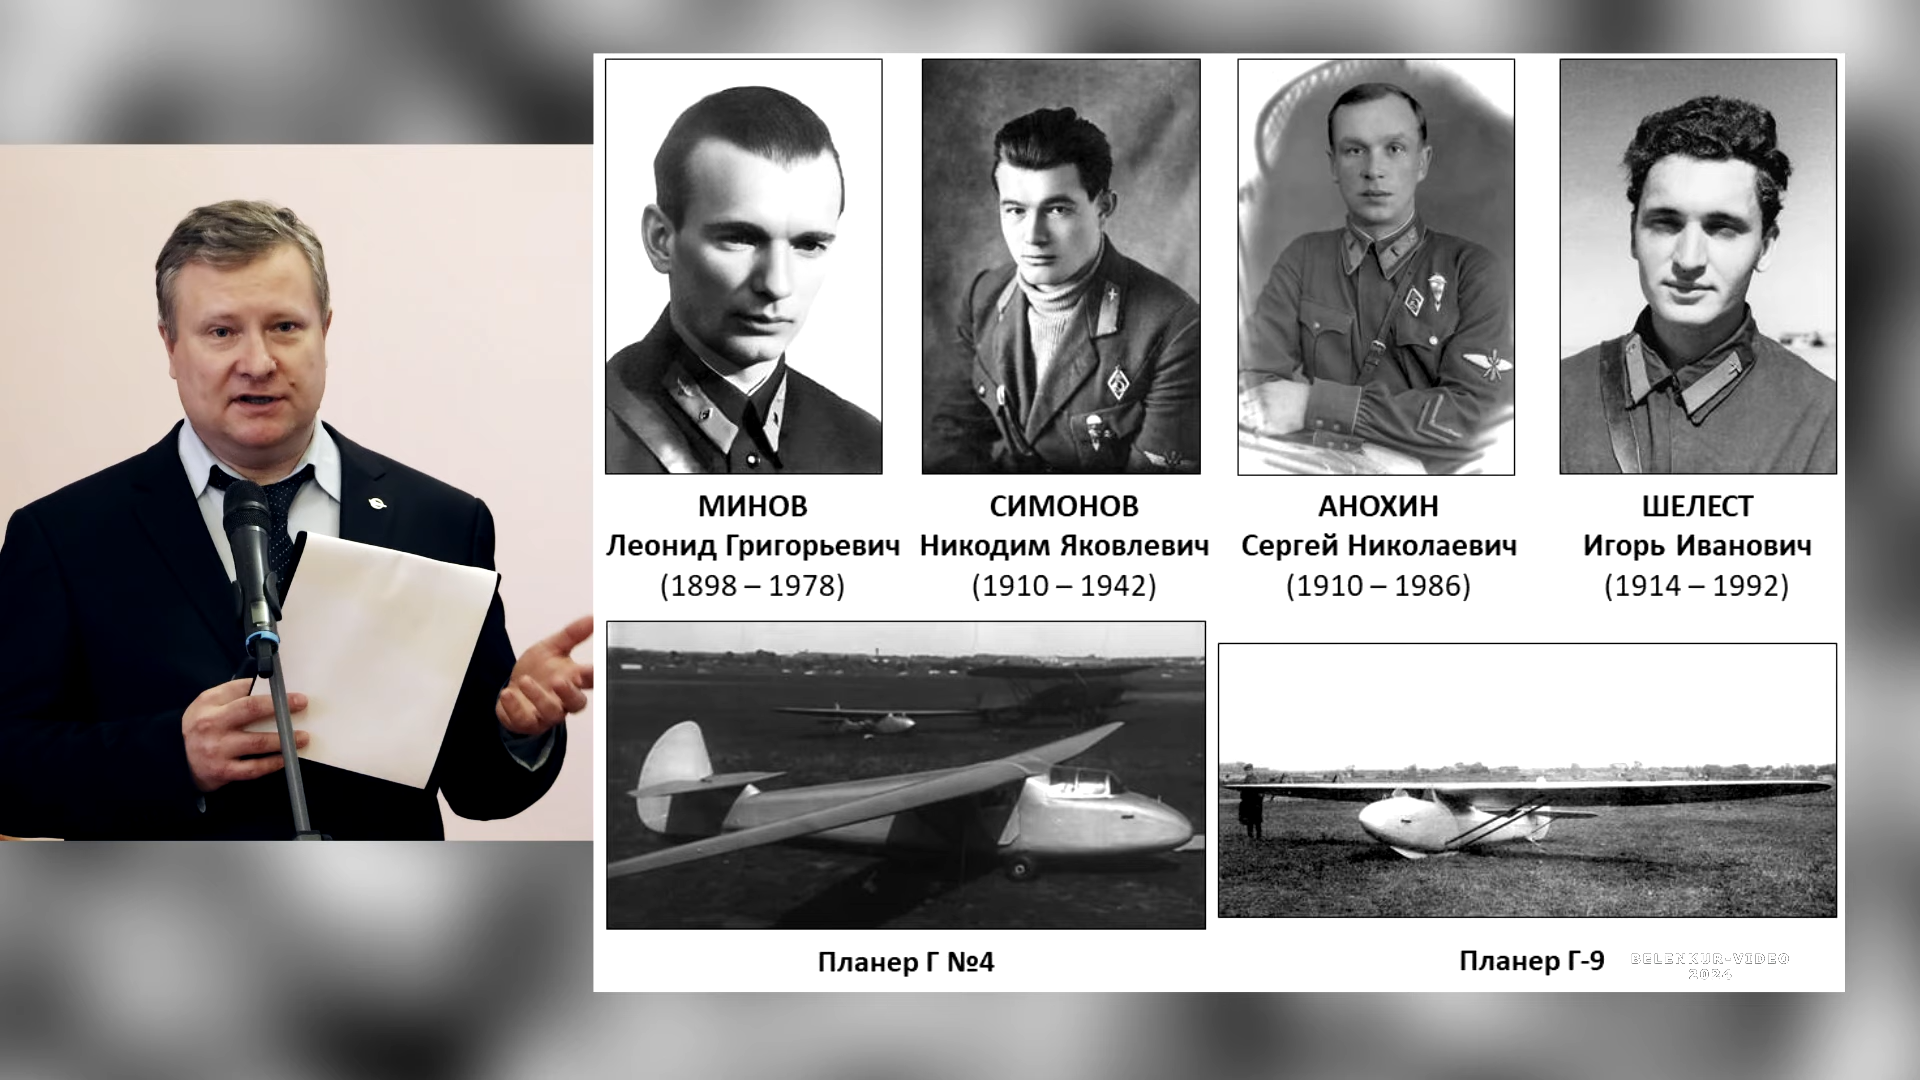 МИНОВ
Леонид Григорьевич
(1898 – 1978)
СИМОНОВ
Никодим Яковлевич
(1910 – 1942)
АНОХИН
Сергей Николаевич
(1910 – 1986)
ШЕЛЕСТ
Игорь Иванович
(1914 – 1992)
Планер Г №4
Планер Г-9
BELENKUR-VIDEO
2024